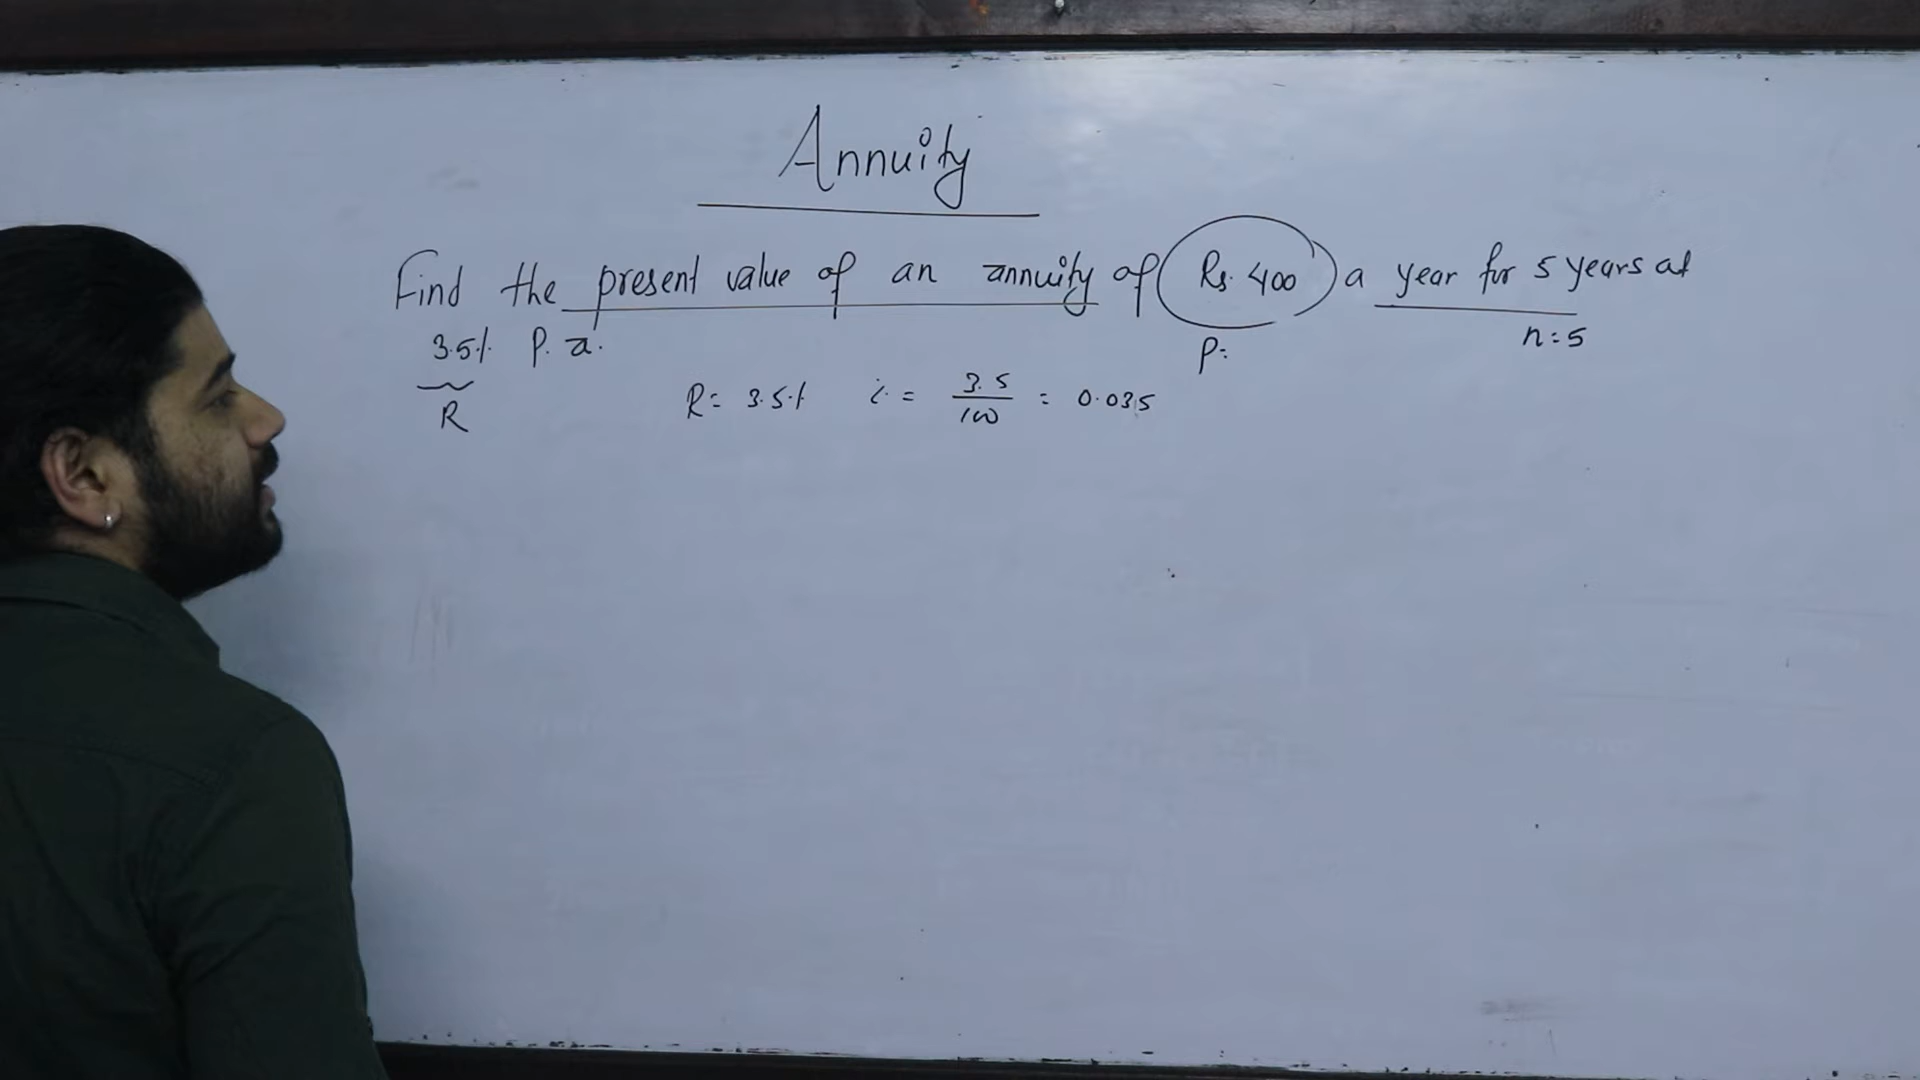 Annuity
Find the present value of an annuity of Rs. 400 a year for 5 years at
3.5% P.a.
P=
n=5
R
R= 3.5% i = 3.5/100 = 0.035